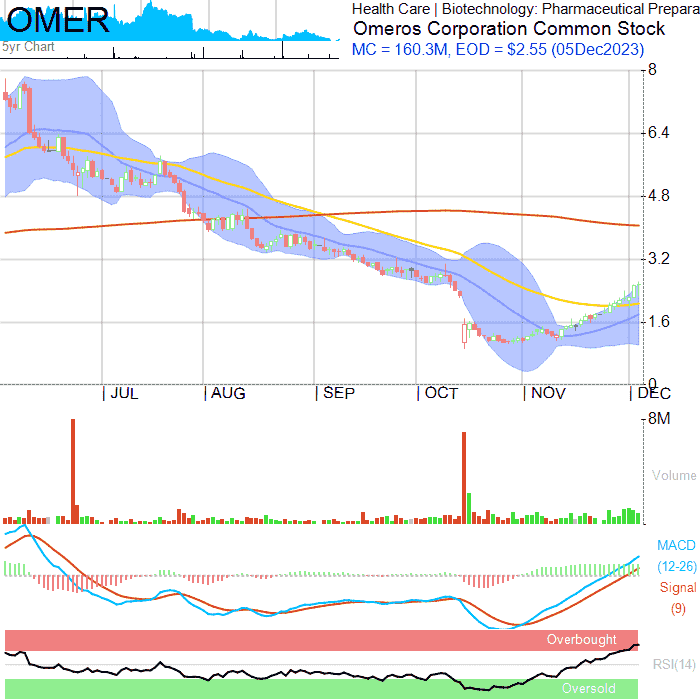 OMER
Health Care | Biotechnology: Pharmaceutical Prepara
Omeros Corporation Common Stock
5yr Chart
MC = 160.3M, EOD = $2.55 (05Dec2023)
8
6.4
4.8
3.2
1.6
0
JUL AUG SEP OCT NOV DEC
8M
Volume
MACD
(12-26)
Signal
(9)
Overbought
RSI(14)
Oversold